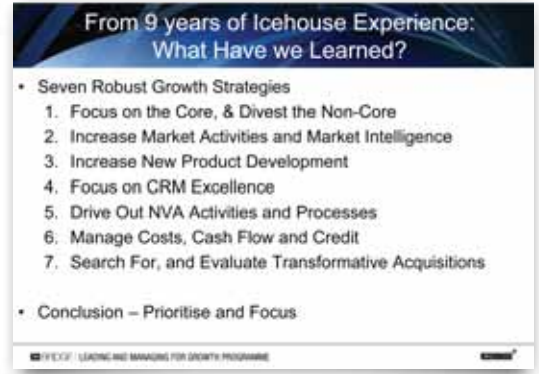 From 9 years of Icehouse Experience:
What Have we Learned?
• Seven Robust Growth Strategies
1. Focus on the Core, & Divest the Non-Core
2. Increase Market Activities and Market Intelligence
3. Increase New Product Development
4. Focus on CRM Excellence
5. Drive Out NVA Activities and Processes
6. Manage Costs, Cash Flow and Credit
7. Search For, and Evaluate Transformative Acquisitions
• Conclusion – Prioritise and Focus
LEADING AND MANAGING FOR GROWTH PROGRAMME